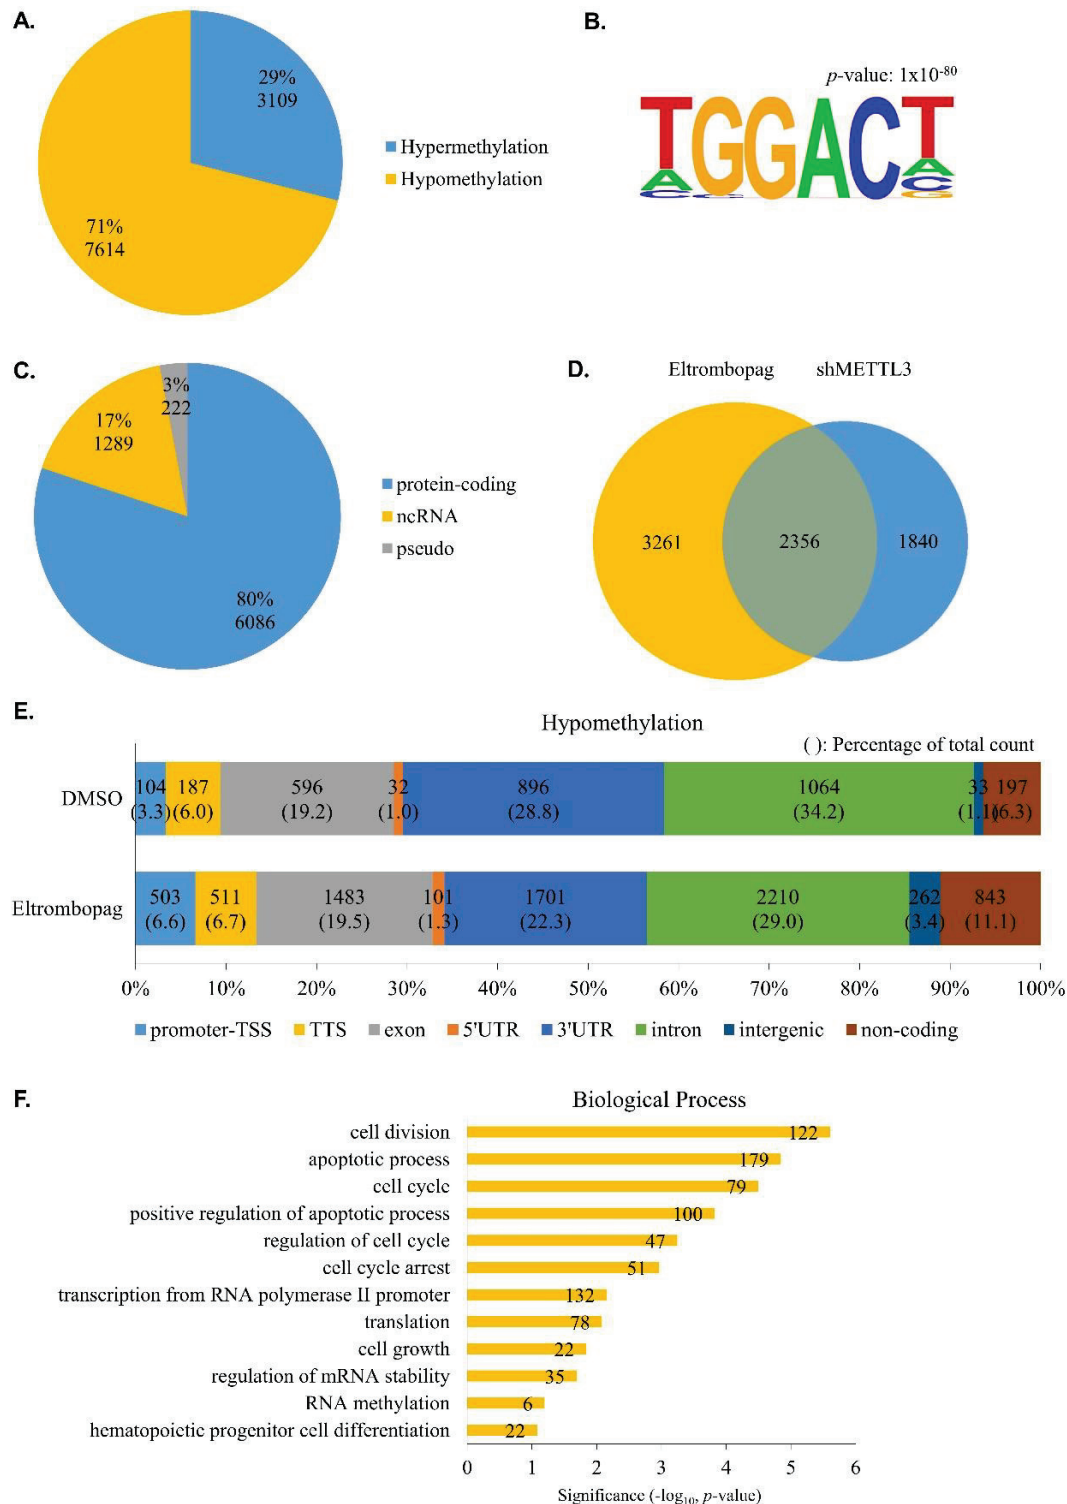 A.
29%
3109
71%
7614
Hypermethylation
Hypomethylation
B.
p-value: 1x10⁻⁸⁰
TGGACT
A A
C C C
G
C.
3%
222
17%
1289
80%
6086
protein-coding
ncRNA
pseudo
D.
Eltrombopag shMETTL3
3261 2356 1840
E.
Hypomethylation
( ): Percentage of total count
DMSO
104 187 596 32 896 1064 33 197
(3.3) (6.0) (19.2) (1.0) (28.8) (34.2) (1.1) (6.3)
Eltrombopag
503 511 1483 101 1701 2210 262 843
(6.6) (6.7) (19.5) (1.3) (22.3) (29.0) (3.4) (11.1)
0% 10% 20% 30% 40% 50% 60% 70% 80% 90% 100%
promoter-TSS TTS exon 5'UTR 3'UTR intron intergenic non-coding
F.
Biological Process
cell division 122
apoptotic process 179
cell cycle 79
positive regulation of apoptotic process 100
regulation of cell cycle 47
cell cycle arrest 51
transcription from RNA polymerase II promoter 132
translation 78
cell growth 22
regulation of mRNA stability 35
RNA methylation 6
hematopoietic progenitor cell differentiation 22
0 1 2 3 4 5 6
Significance (-log₁₀, p-value)